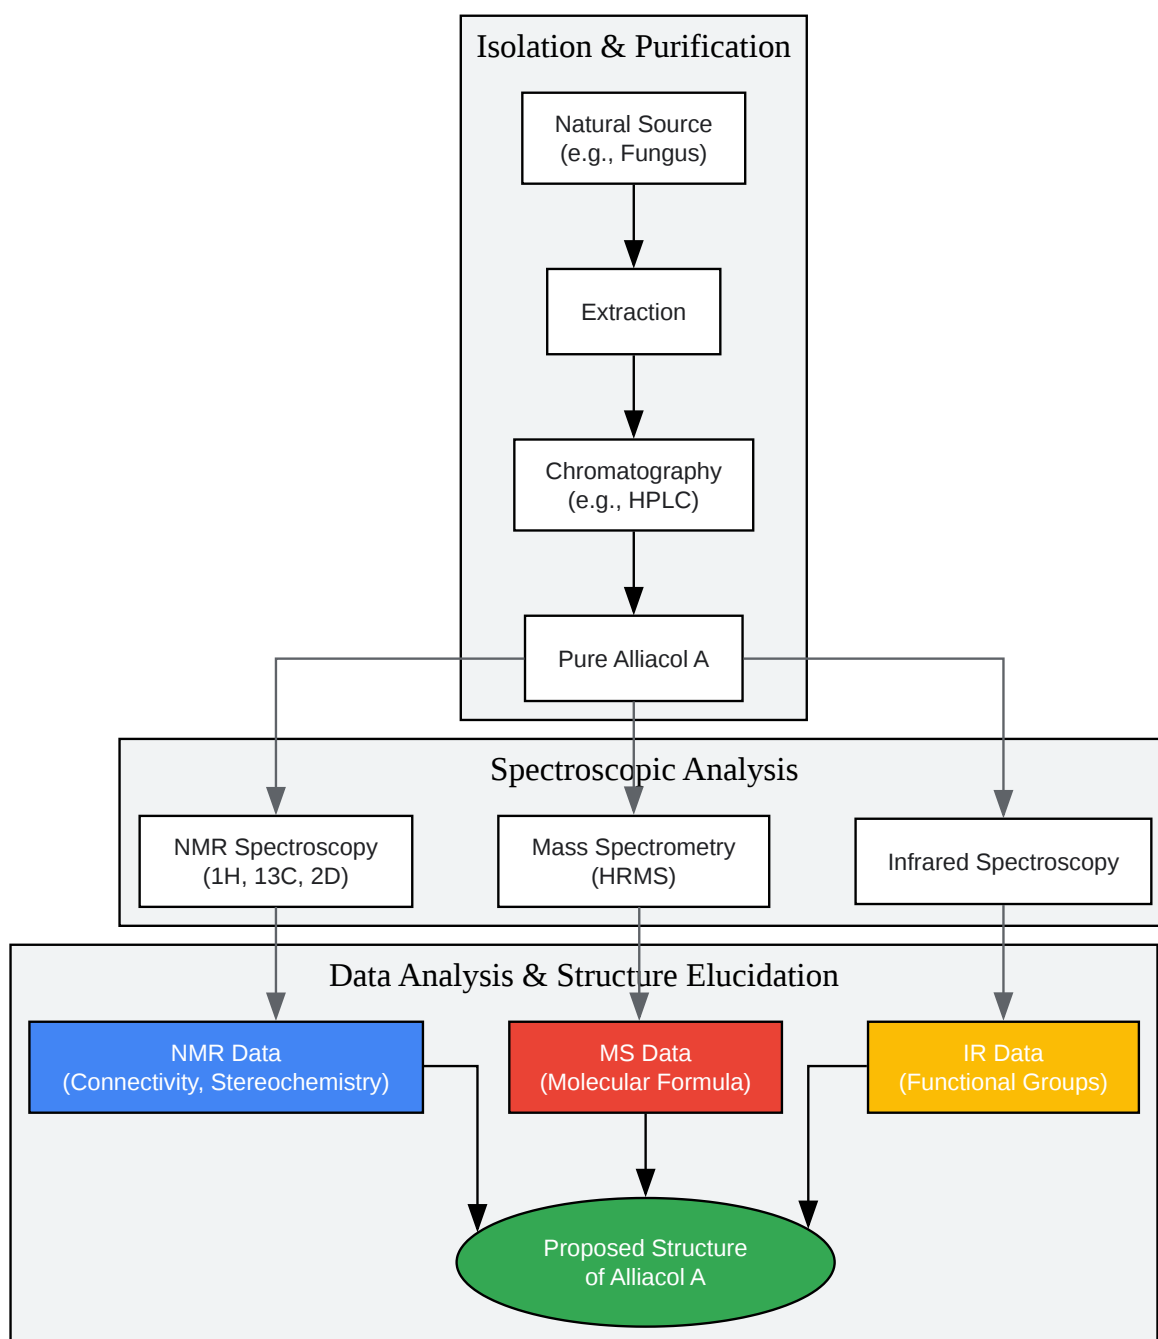 Isolation & Purification
Natural Source
(e.g., Fungus)
Extraction
Chromatography
(e.g., HPLC)
Pure Alliacol A
Spectroscopic Analysis
NMR Spectroscopy
(1H, 13C, 2D)
Mass Spectrometry
(HRMS)
Infrared Spectroscopy
Data Analysis & Structure Elucidation
NMR Data
(Connectivity, Stereochemistry)
MS Data
(Molecular Formula)
IR Data
(Functional Groups)
Proposed Structure
of Alliacol A